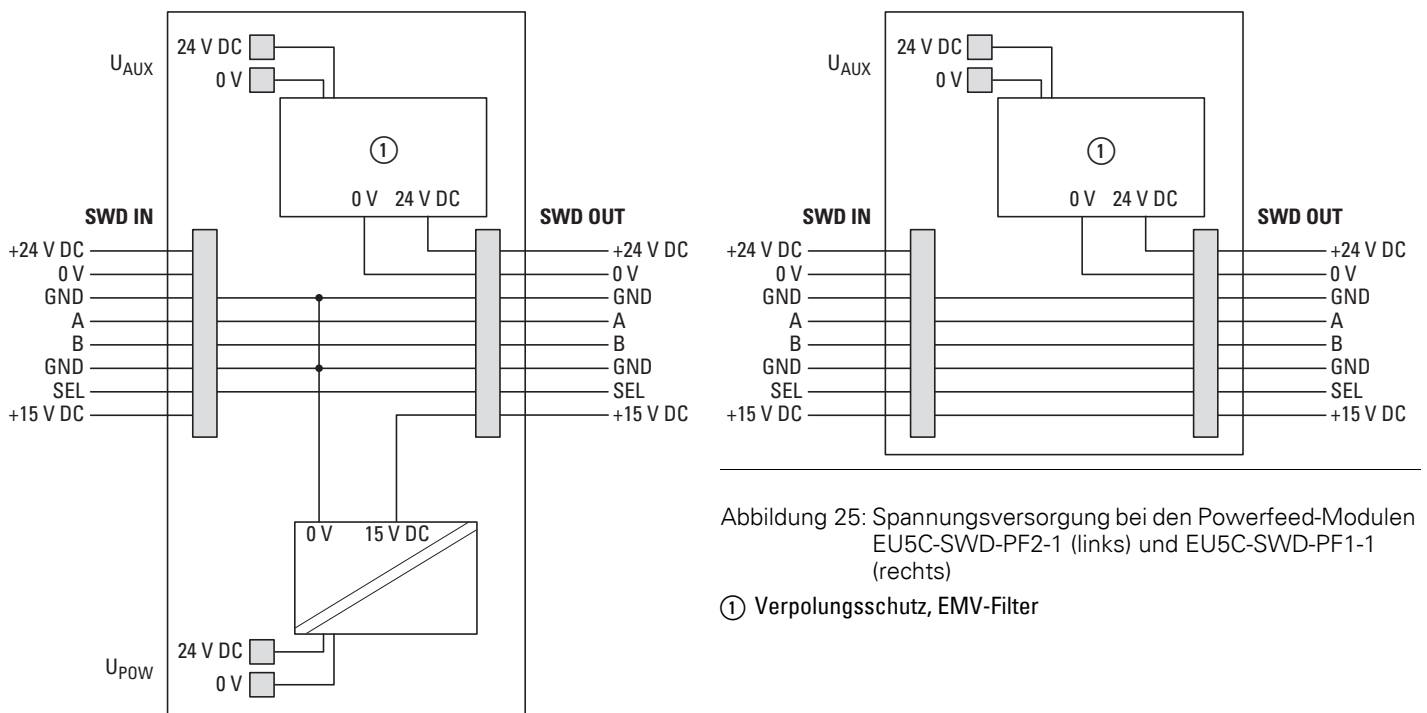 U_AUX
24 V DC
0 V
①
0 V 24 V DC
SWD IN
SWD OUT
+24 V DC
+24 V DC
0 V
0 V
GND
GND
A
A
B
B
GND
GND
SEL
SEL
+15 V DC
+15 V DC
0 V 15 V DC
U_POW
24 V DC
0 V
U_AUX
24 V DC
0 V
①
0 V 24 V DC
SWD IN
SWD OUT
+24 V DC
+24 V DC
0 V
0 V
GND
GND
A
A
B
B
GND
GND
SEL
SEL
+15 V DC
+15 V DC
Abbildung 25: Spannungsversorgung bei den Powerfeed-Modulen
EU5C-SWD-PF2-1 (links) und EU5C-SWD-PF1-1
(rechts)
① Verpolungsschutz, EMV-Filter